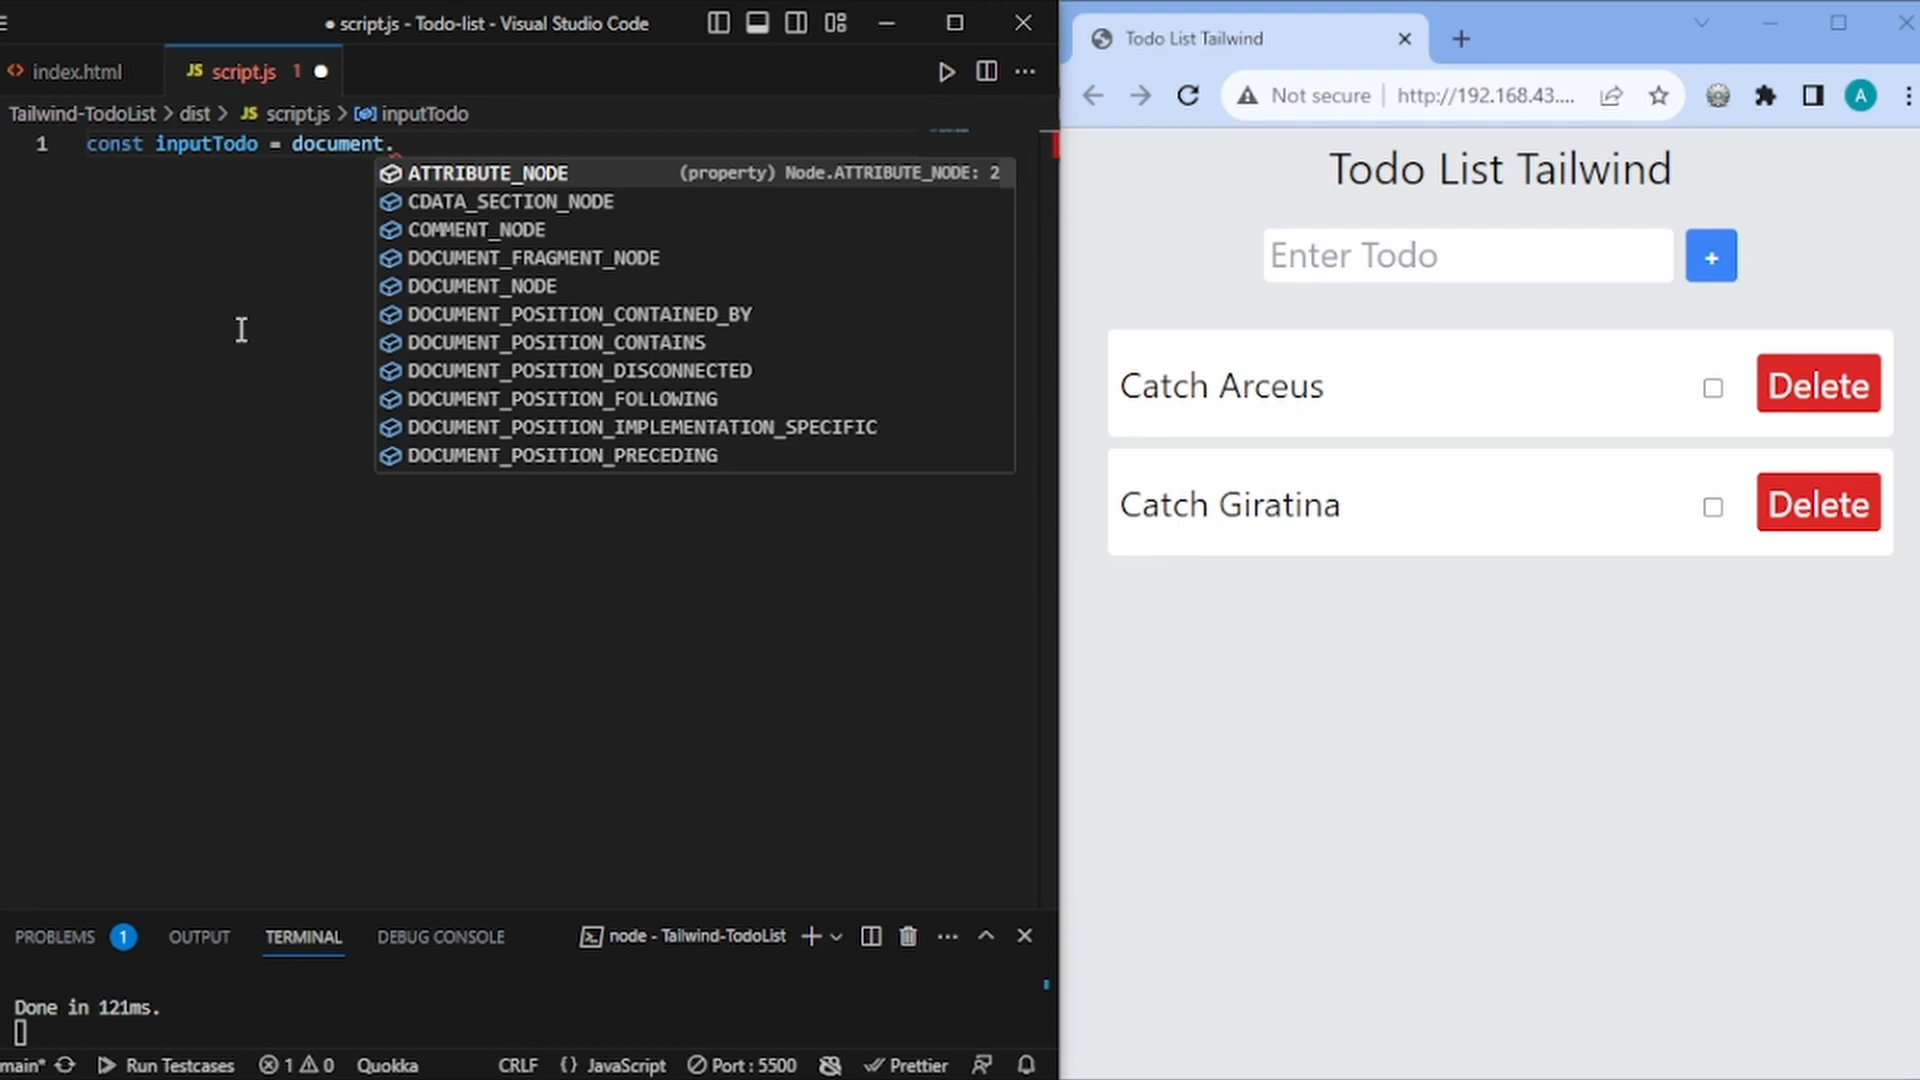 script.js - Todo-list - Visual Studio Code
index.html
JS script.js 1
Tailwind-TodoList > dist > JS script.js > inputTodo
1 const inputTodo = document.
ATTRIBUTE_NODE (property) Node.ATTRIBUTE_NODE: 2
CDATA_SECTION_NODE
COMMENT_NODE
DOCUMENT_FRAGMENT_NODE
DOCUMENT_NODE
DOCUMENT_POSITION_CONTAINED_BY
DOCUMENT_POSITION_CONTAINS
DOCUMENT_POSITION_DISCONNECTED
DOCUMENT_POSITION_FOLLOWING
DOCUMENT_POSITION_IMPLEMENTATION_SPECIFIC
DOCUMENT_POSITION_PRECEDING
PROBLEMS 1 OUTPUT TERMINAL DEBUG CONSOLE node - Tailwind-TodoList
Done in 121ms.
main* Run Testcases 1 0 Quokka CRLF {} JavaScript Port : 5500 Prettier
Todo List Tailwind
Not secure http://192.168.43.... A
Todo List Tailwind
Enter Todo +
Catch Arceus Delete
Catch Giratina Delete